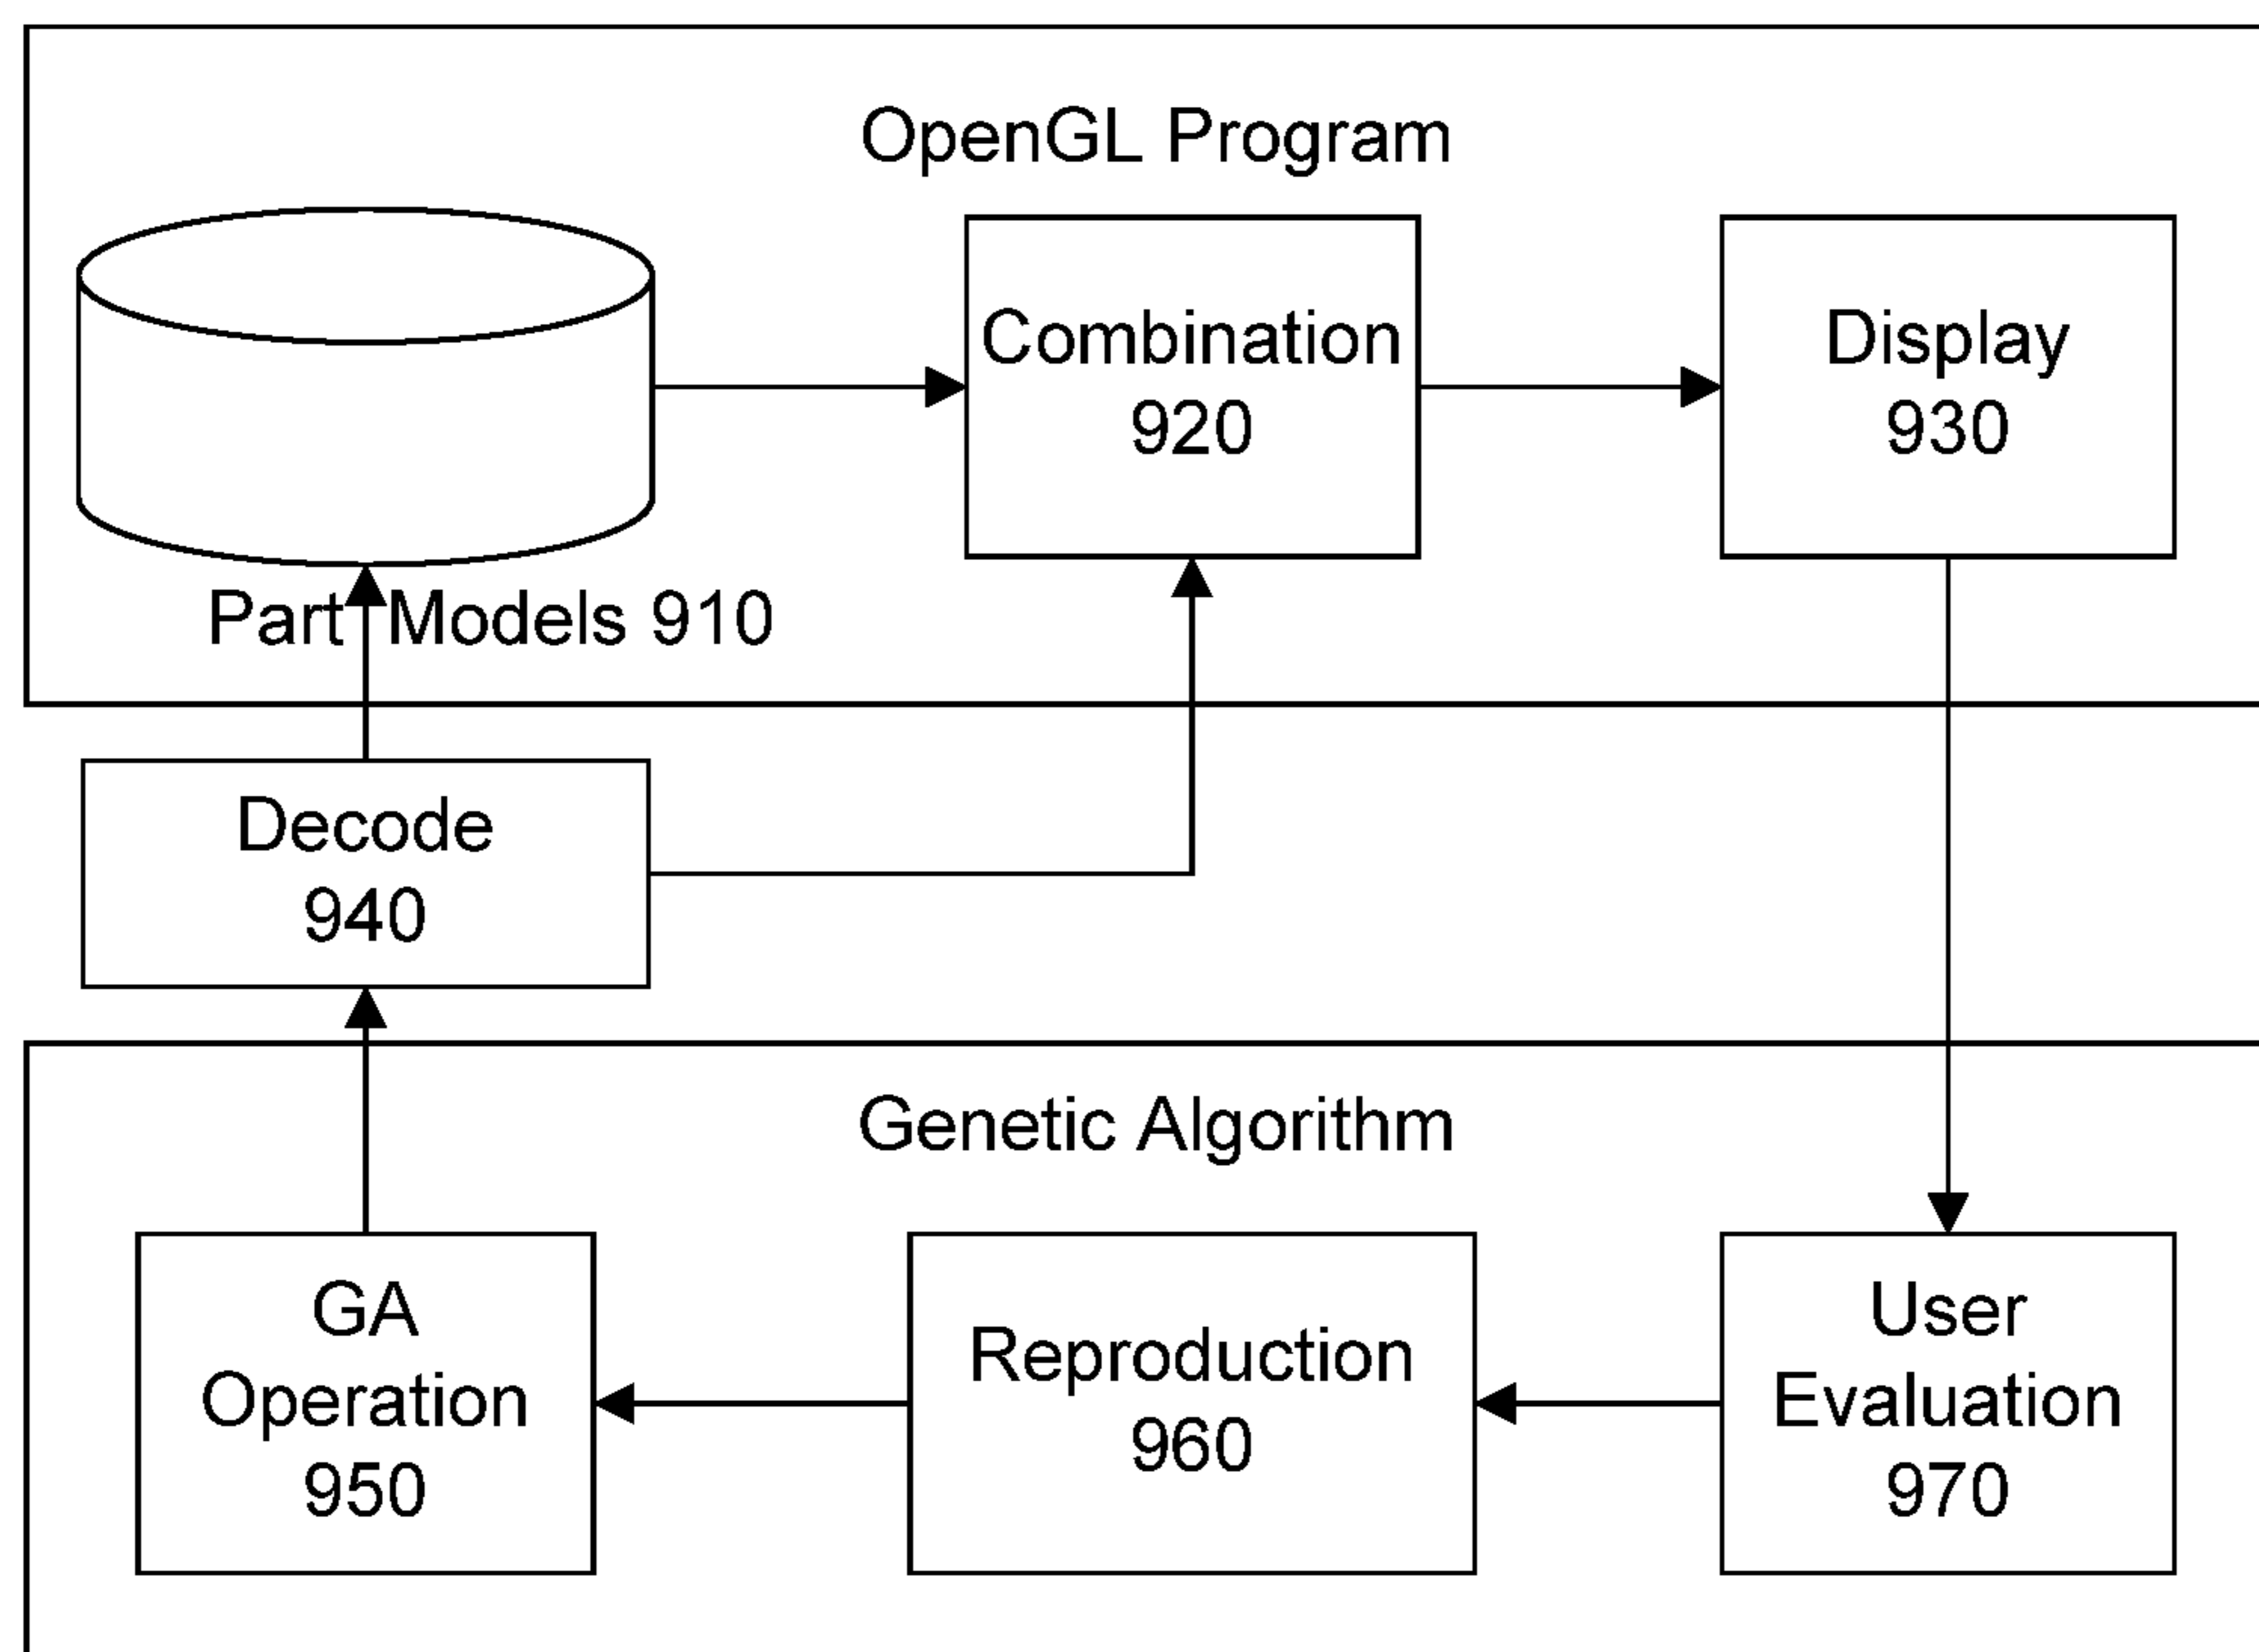 OpenGL Program
Combination
920
Display
930
Part Models 910
Decode
940
Genetic Algorithm
GA
Operation
950
Reproduction
960
User
Evaluation
970